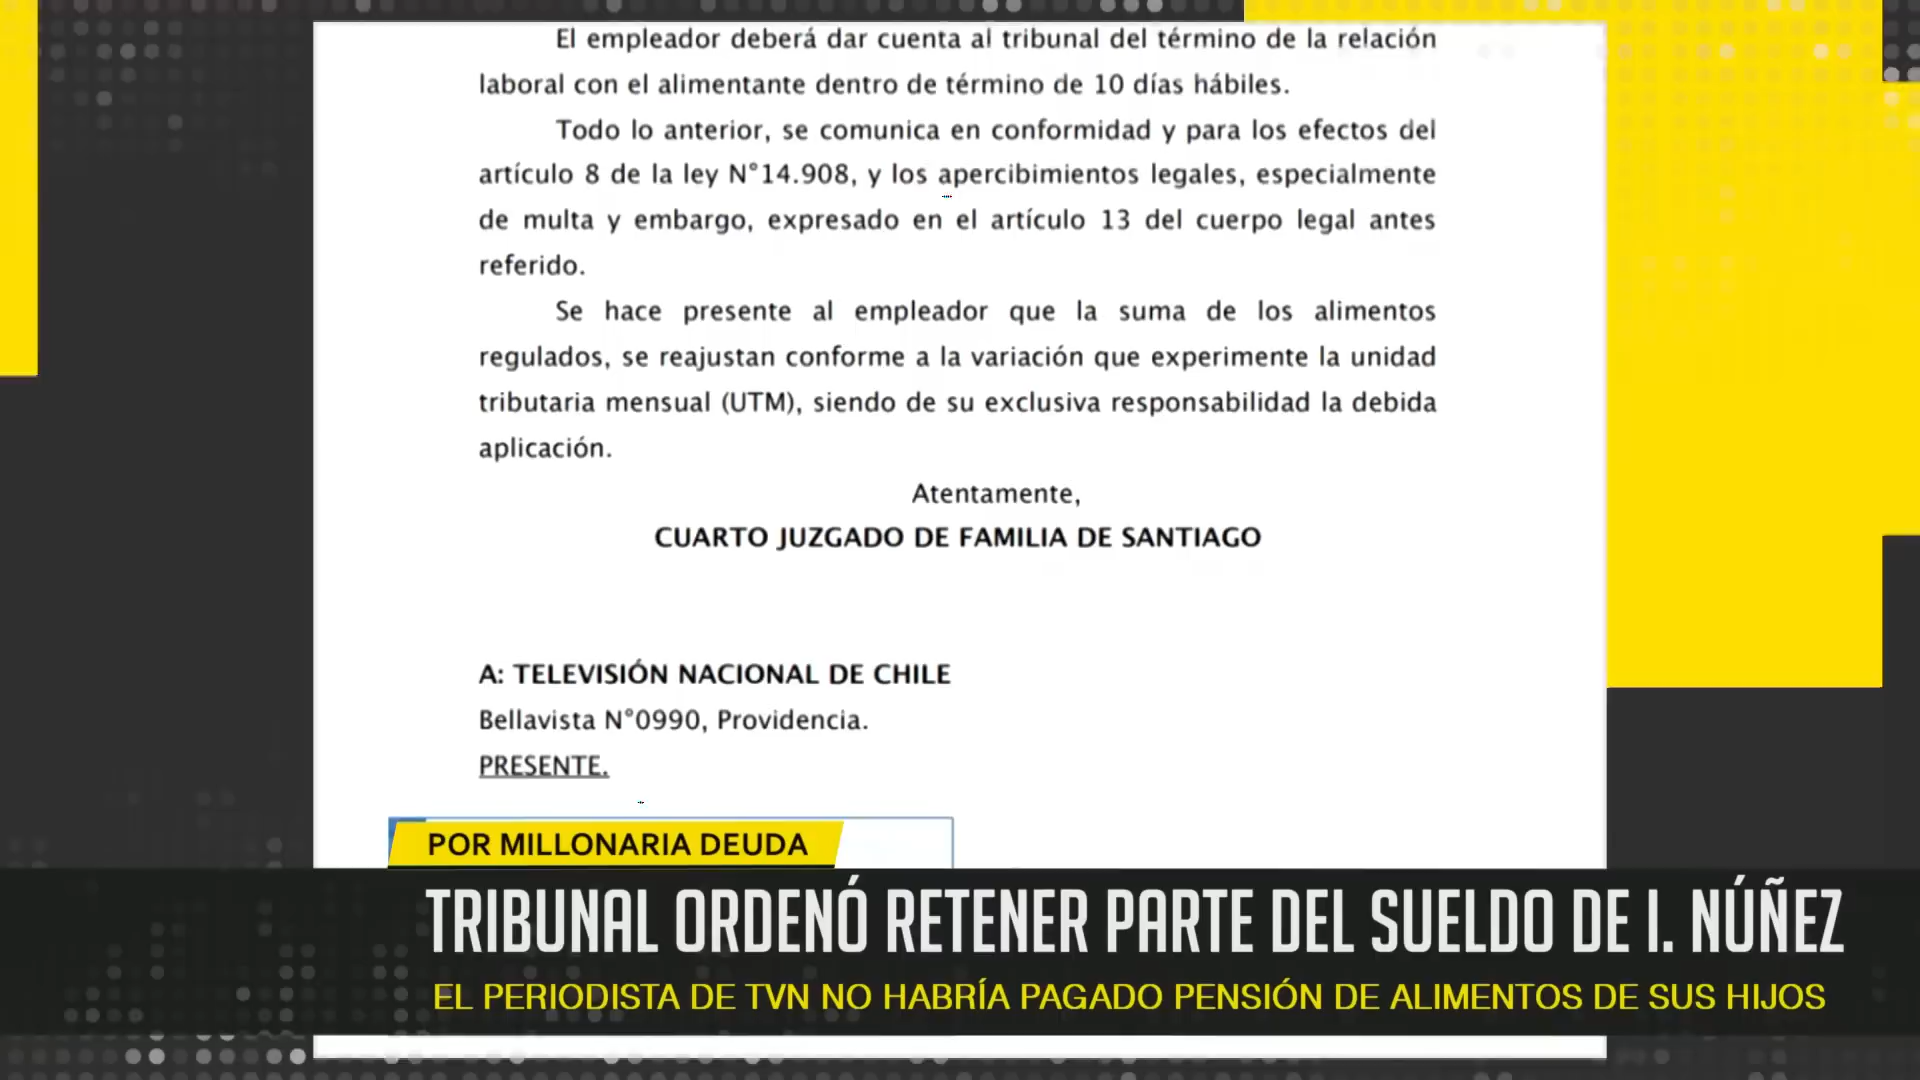 El empleador deberá dar cuenta al tribunal del término de la relación
laboral con el alimentante dentro de término de 10 días hábiles.
Todo lo anterior, se comunica en conformidad y para los efectos del
artículo 8 de la ley N°14.908, y los apercibimientos legales, especialmente
de multa y embargo, expresado en el artículo 13 del cuerpo legal antes
referido.
Se hace presente al empleador que la suma de los alimentos
regulados, se reajustan conforme a la variación que experimente la unidad
tributaria mensual (UTM), siendo de su exclusiva responsabilidad la debida
aplicación.
Atentamente,
CUARTO JUZGADO DE FAMILIA DE SANTIAGO
A: TELEVISIÓN NACIONAL DE CHILE
Bellavista N°0990, Providencia.
PRESENTE.
POR MILLONARIA DEUDA
TRIBUNAL ORDENÓ RETENER PARTE DEL SUELDO DE I. NÚÑEZ
EL PERIODISTA DE TVN NO HABRÍA PAGADO PENSIÓN DE ALIMENTOS DE SUS HIJOS